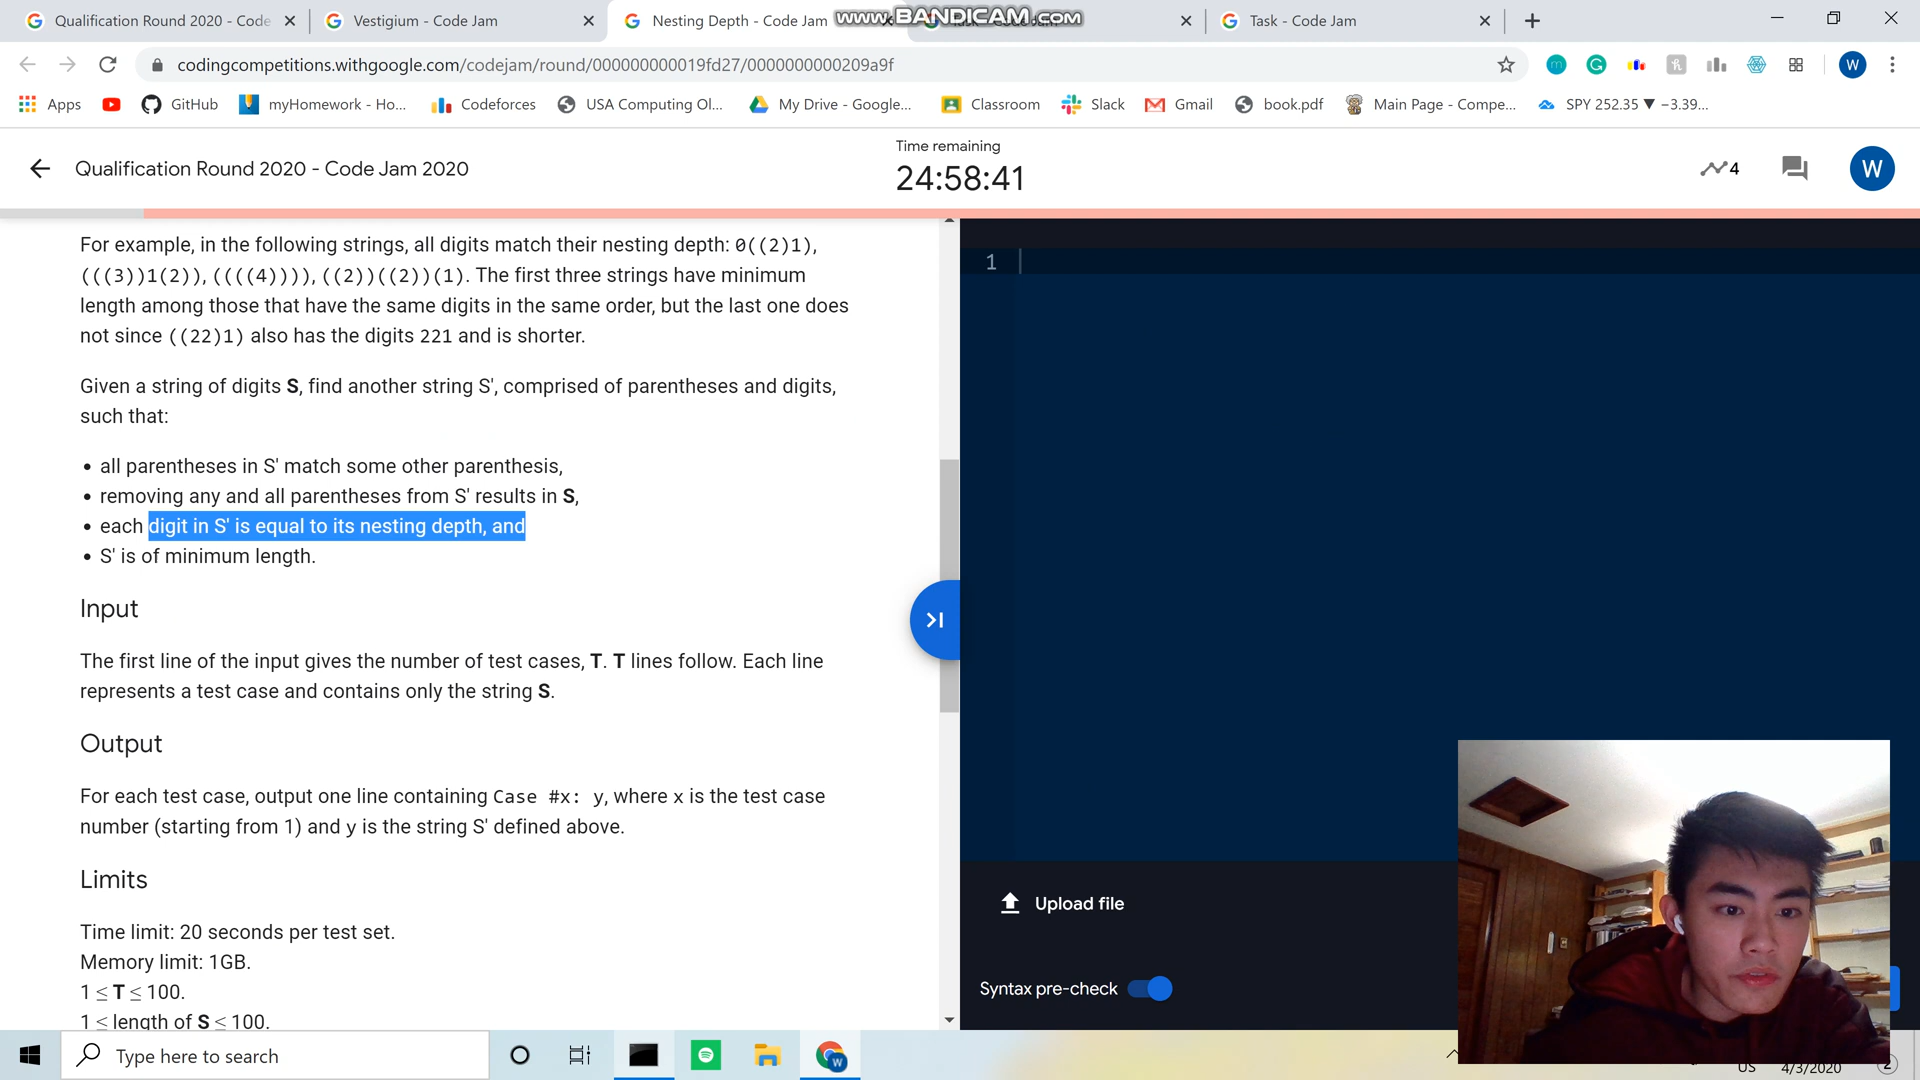 Qualification Round 2020 - Code
Vestigium - Code Jam
Nesting Depth - Code Jam
www.BANDICAM.com
Task - Code Jam
codingcompetitions.withgoogle.com/codejam/round/000000000019fd27/0000000000209a9f
W
Apps
GitHub
myHomework - Ho...
Codeforces
USA Computing Ol...
My Drive - Google...
Classroom
Slack
Gmail
book.pdf
Main Page - Compe...
SPY 252.35 ▼ −3.39...
Qualification Round 2020 - Code Jam 2020
Time remaining
24:58:41
4
W
For example, in the following strings, all digits match their nesting depth: 0((2)1),
(((3))1(2)), ((((4)))), ((2))((2))(1). The first three strings have minimum
length among those that have the same digits in the same order, but the last one does
not since ((22)1) also has the digits 221 and is shorter.
Given a string of digits S, find another string S', comprised of parentheses and digits,
such that:
• all parentheses in S' match some other parenthesis,
• removing any and all parentheses from S' results in S,
• each digit in S' is equal to its nesting depth, and
• S' is of minimum length.
Input
The first line of the input gives the number of test cases, T. T lines follow. Each line
represents a test case and contains only the string S.
Output
For each test case, output one line containing Case #x: y, where x is the test case
number (starting from 1) and y is the string S' defined above.
Limits
Time limit: 20 seconds per test set.
Memory limit: 1GB.
1 ≤ T ≤ 100.
1 ≤ length of S ≤ 100.
1
Upload file
Syntax pre-check
Type here to search
W
US
4/3/2020
2